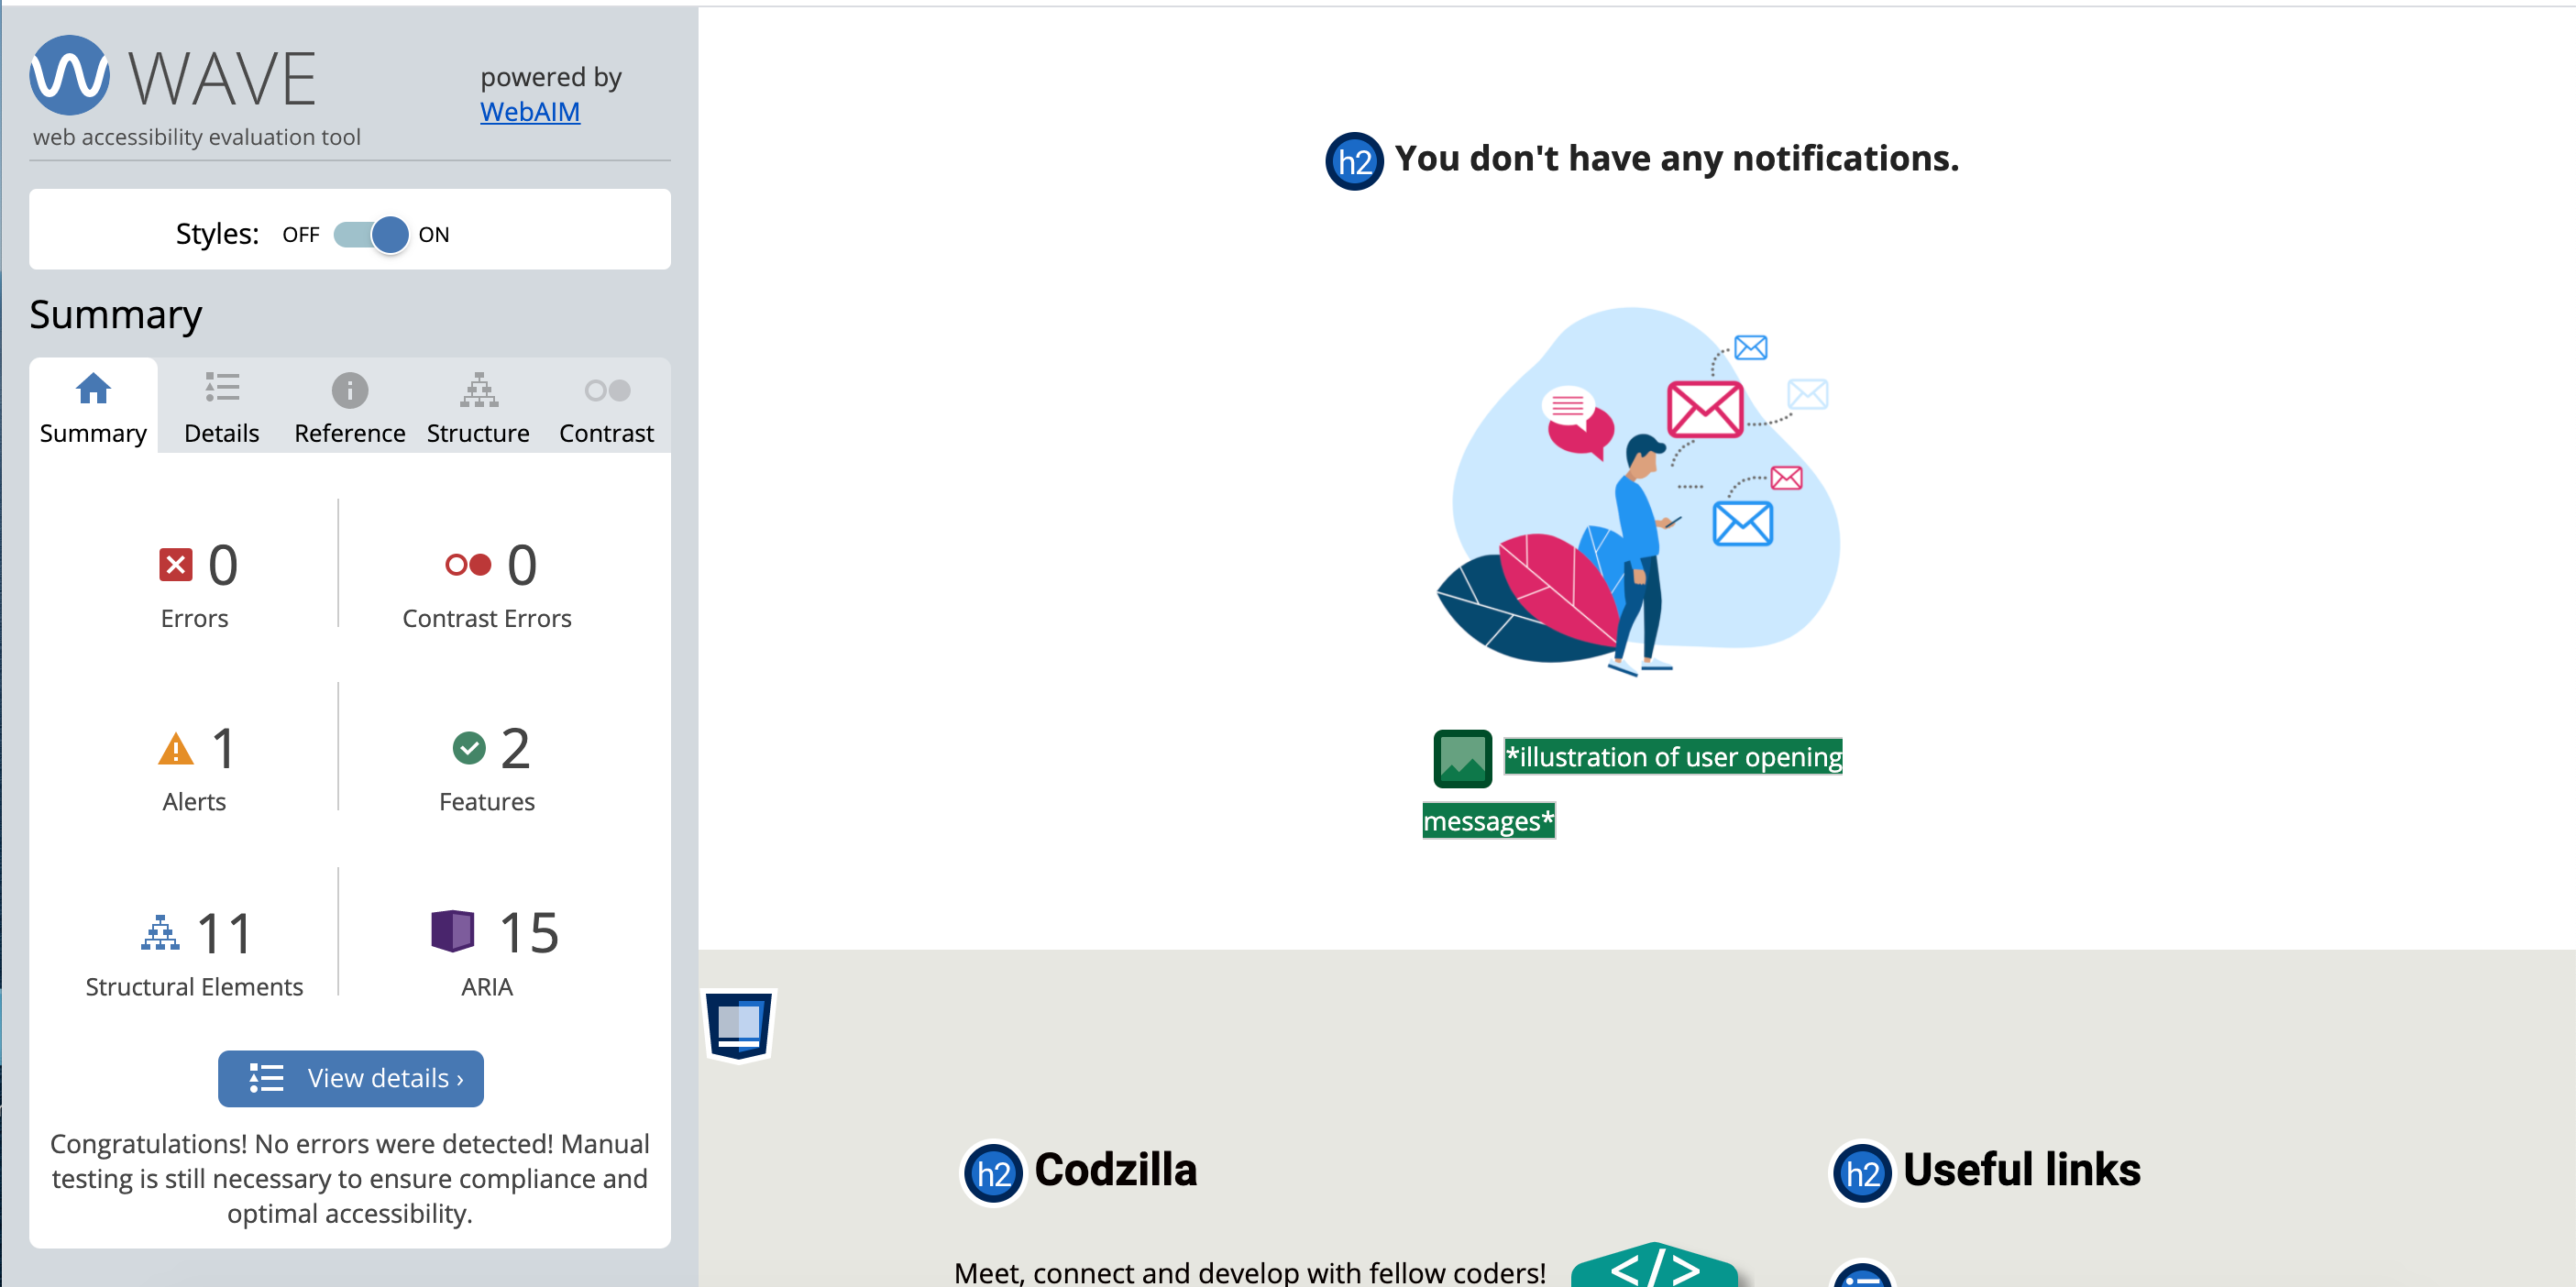 WAVE
powered by
WebAIM
web accessibility evaluation tool
Styles: OFF ON
Summary
Summary Details Reference Structure Contrast
0 0
Errors Contrast Errors
1 2
Alerts Features
11 15
Structural Elements ARIA
View details ›
Congratulations! No errors were detected! Manual
testing is still necessary to ensure compliance and
optimal accessibility.
h2 You don't have any notifications.
*illustration of user opening
messages*
h2 Codzilla
Meet, connect and develop with fellow coders!
</>
h2 Useful links